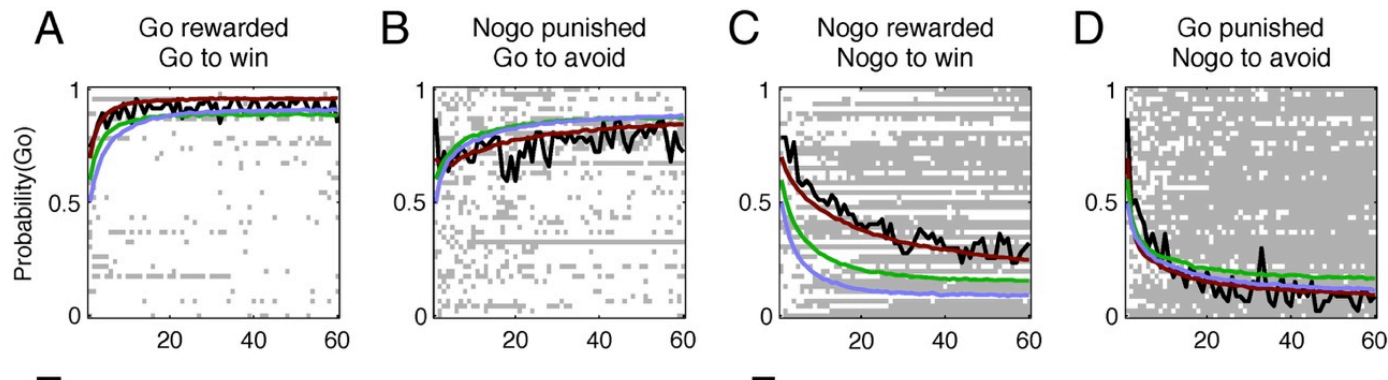 A
Go rewarded
Go to win
B
Nogo punished
Go to avoid
C
Nogo rewarded
Nogo to win
D
Go punished
Nogo to avoid
Probability(Go)
1
0.5
0
20
40
60
1
0.5
0
20
40
60
1
0.5
0
20
40
60
1
0.5
0
20
40
60